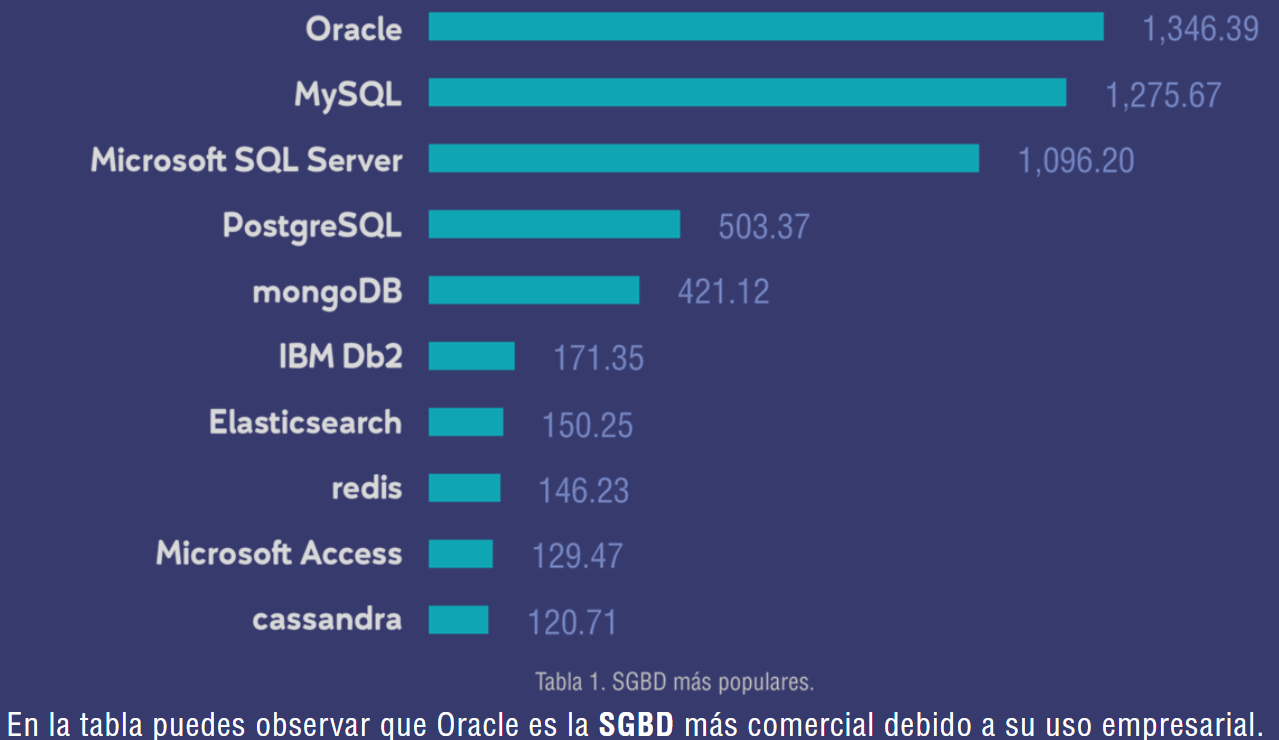 Oracle 1,346.39
MySQL 1,275.67
Microsoft SQL Server 1,096.20
PostgreSQL 503.37
mongoDB 421.12
IBM Db2 171.35
Elasticsearch 150.25
redis 146.23
Microsoft Access 129.47
cassandra 120.71
Tabla 1. SGBD más populares.
En la tabla puedes observar que Oracle es la SGBD más comercial debido a su uso empresarial.